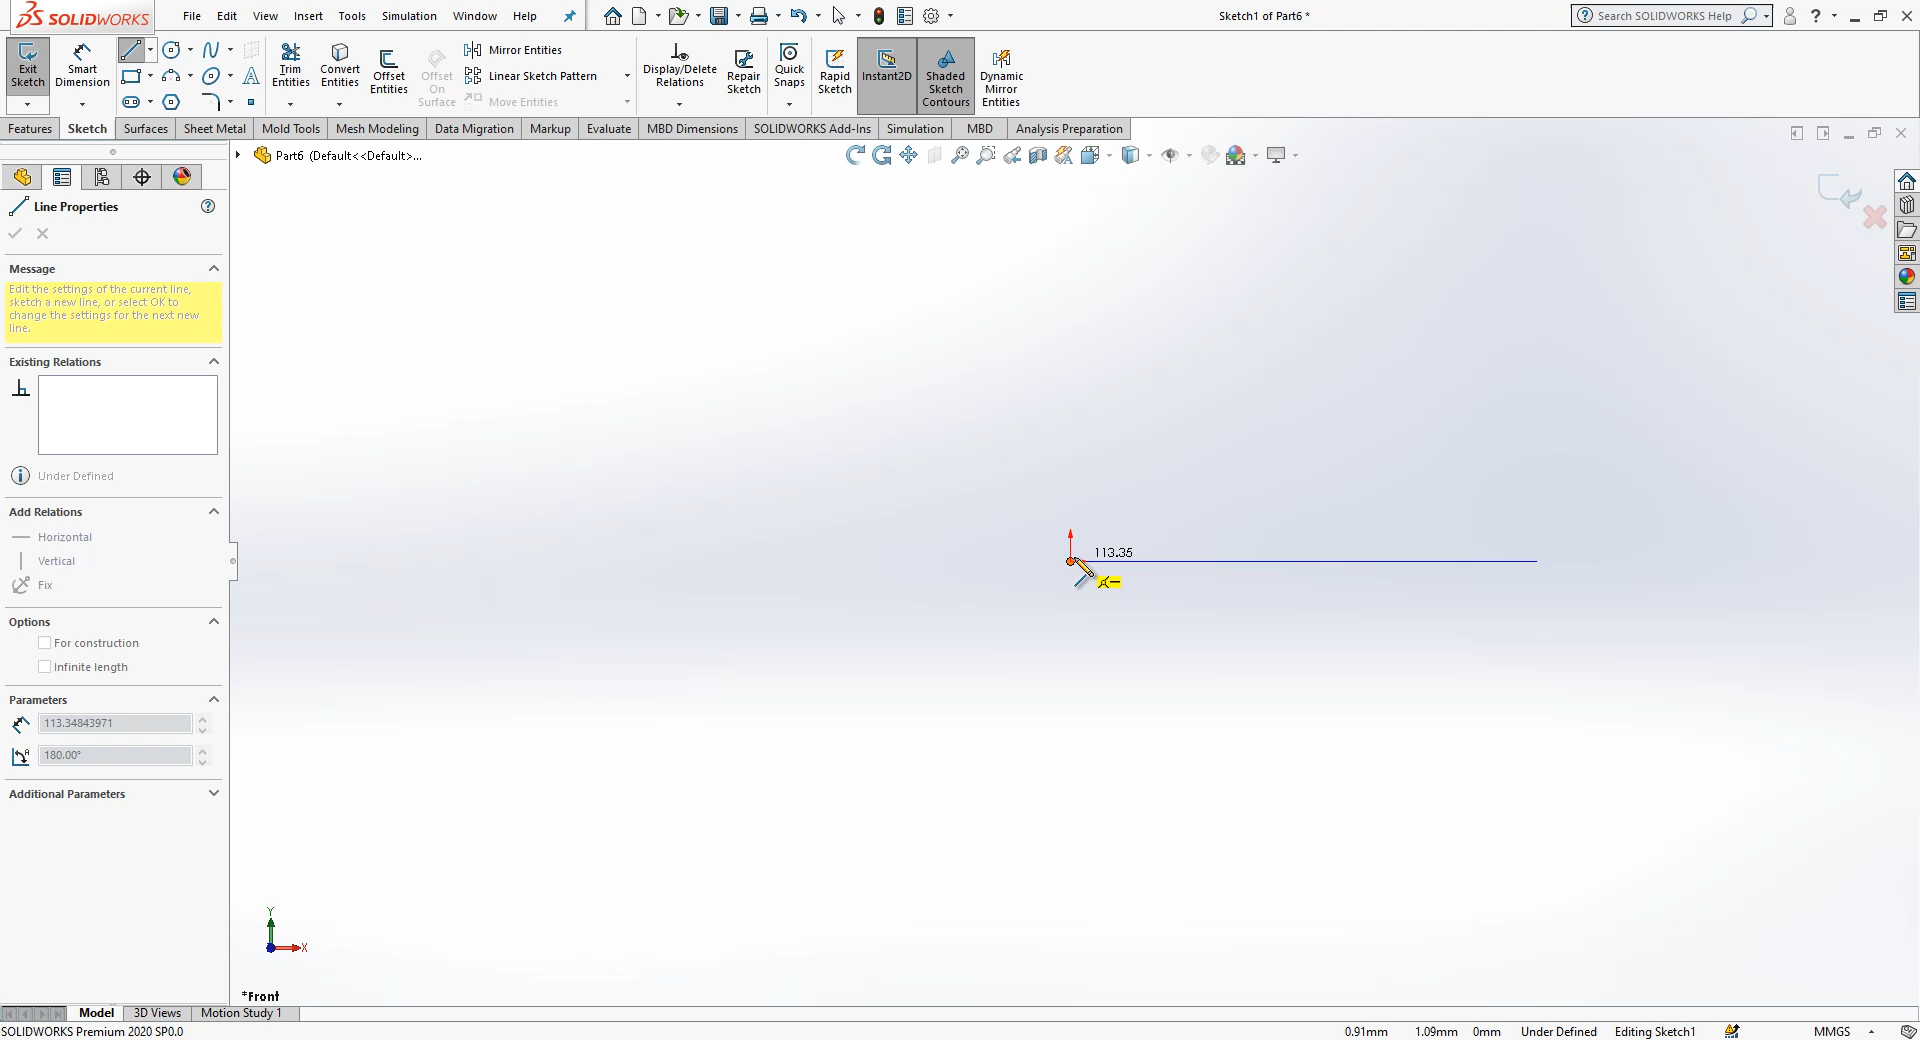 SOLIDWORKS
File Edit View Insert Tools Simulation Window Help
Sketch1 of Part6 *
Search SOLIDWORKS Help
Exit Sketch
Smart Dimension
Trim Entities
Convert Entities
Offset Entities
Offset On Surface
Mirror Entities
Linear Sketch Pattern
Move Entities
Display/Delete Relations
Repair Sketch
Quick Snaps
Rapid Sketch
Instant2D
Shaded Sketch Contours
Dynamic Mirror Entities
Features Sketch Surfaces Sheet Metal Mold Tools Mesh Modeling Data Migration Markup Evaluate MBD Dimensions SOLIDWORKS Add-Ins Simulation MBD Analysis Preparation
Part6 (Default<<Default>...
Line Properties
Message
Edit the settings of the current line,
sketch a new line, or select OK to
change the settings for the next new
line.
Existing Relations
Under Defined
Add Relations
Horizontal
Vertical
Fix
Options
For construction
Infinite length
Parameters
113.34843971
180.00°
Additional Parameters
113.35
Y
X
*Front
Model 3D Views Motion Study 1
SOLIDWORKS Premium 2020 SP0.0
0.91mm 1.09mm 0mm Under Defined Editing Sketch1 MMGS